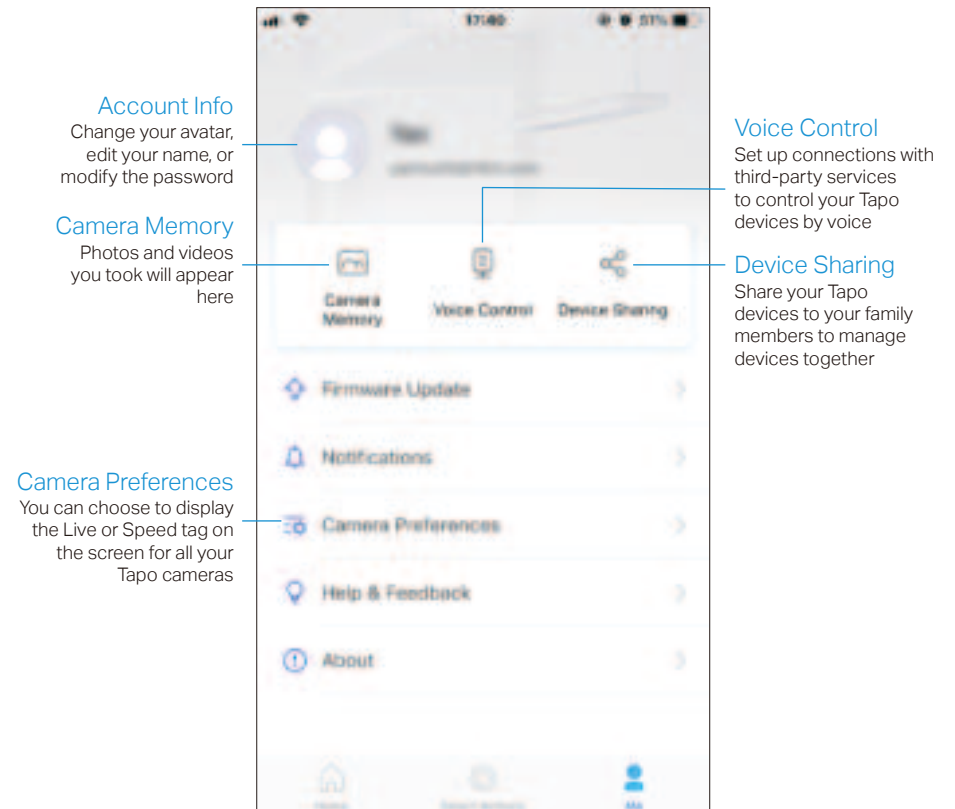 17:40
51%
Account Info
Change your avatar,
edit your name, or
modify the password
Camera Memory
Photos and videos
you took will appear
here
Camera Preferences
You can choose to display
the Live or Speed tag on
the screen for all your
Tapo cameras
Camera
Memory
Voice Control
Device Sharing
Firmware Update
Notifications
Camera Preferences
Help & Feedback
About
Me
Voice Control
Set up connections with
third-party services
to control your Tapo
devices by voice
Device Sharing
Share your Tapo
devices to your family
members to manage
devices together